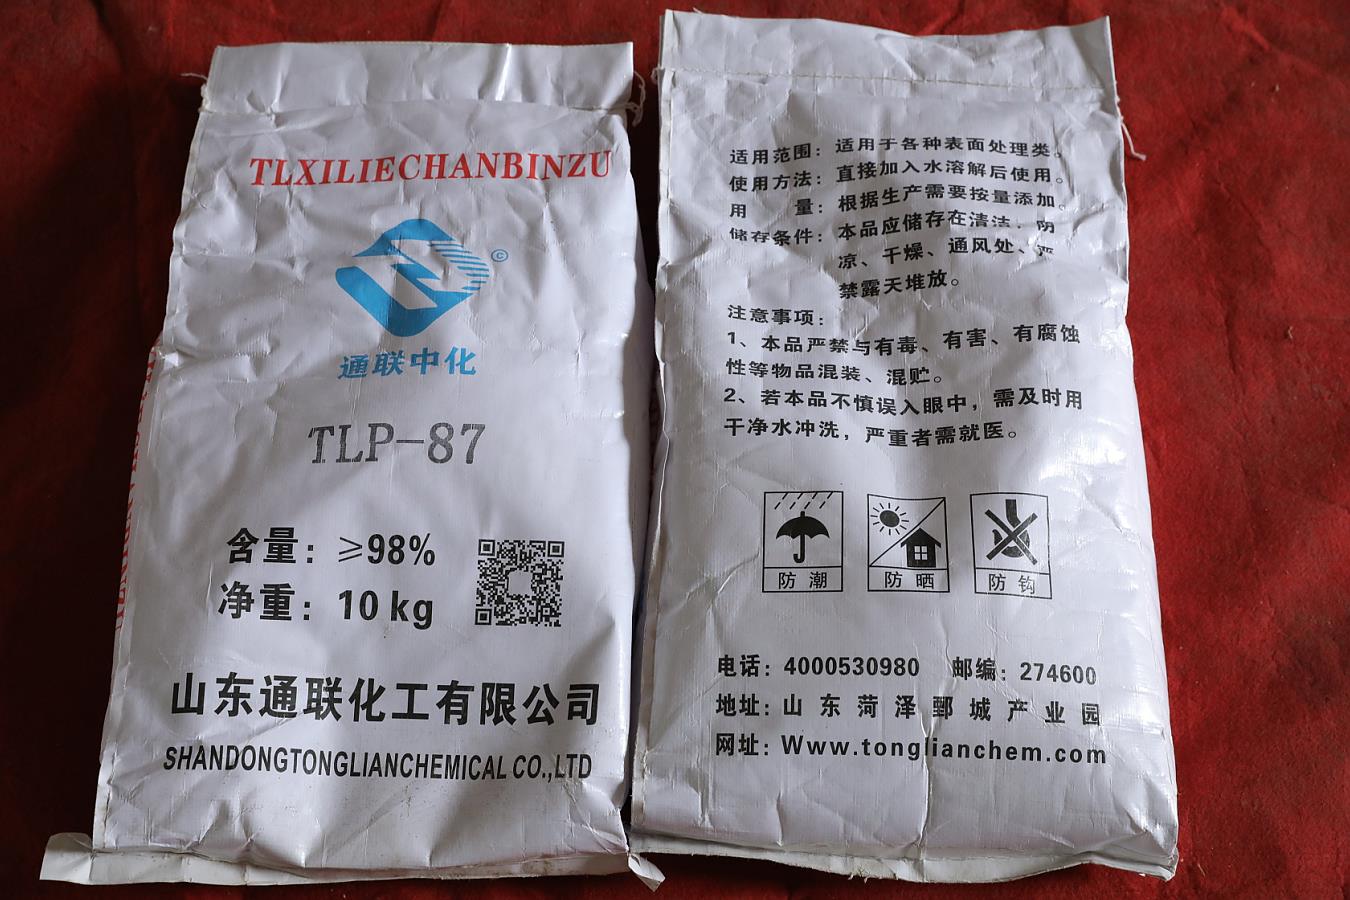 TLXILIECHANBINZU
©
通联中化
TLP-87
含量：≥98%
净重：10 kg
山东通联化工有限公司
SHANDONGTONGLIANCHEMICAL CO.,LTD
适用范围：适用于各种表面处理类。
使用方法：直接加入水溶解后使用。
用 量：根据生产需要按量添加。
储存条件：本品应储存在清洁、阴
凉、干燥、通风处、严
禁露天堆放。
注意事项：
1、本品严禁与有毒、有害、有腐蚀
性等物品混装、混贮。
2、若本品不慎误入眼中，需及时用
干净水冲洗，严重者需就医。
防潮
防晒
防钩
电话：4000530980 邮编：274600
地址：山东菏泽鄄城产业园
网址：Www.tonglianchem.com